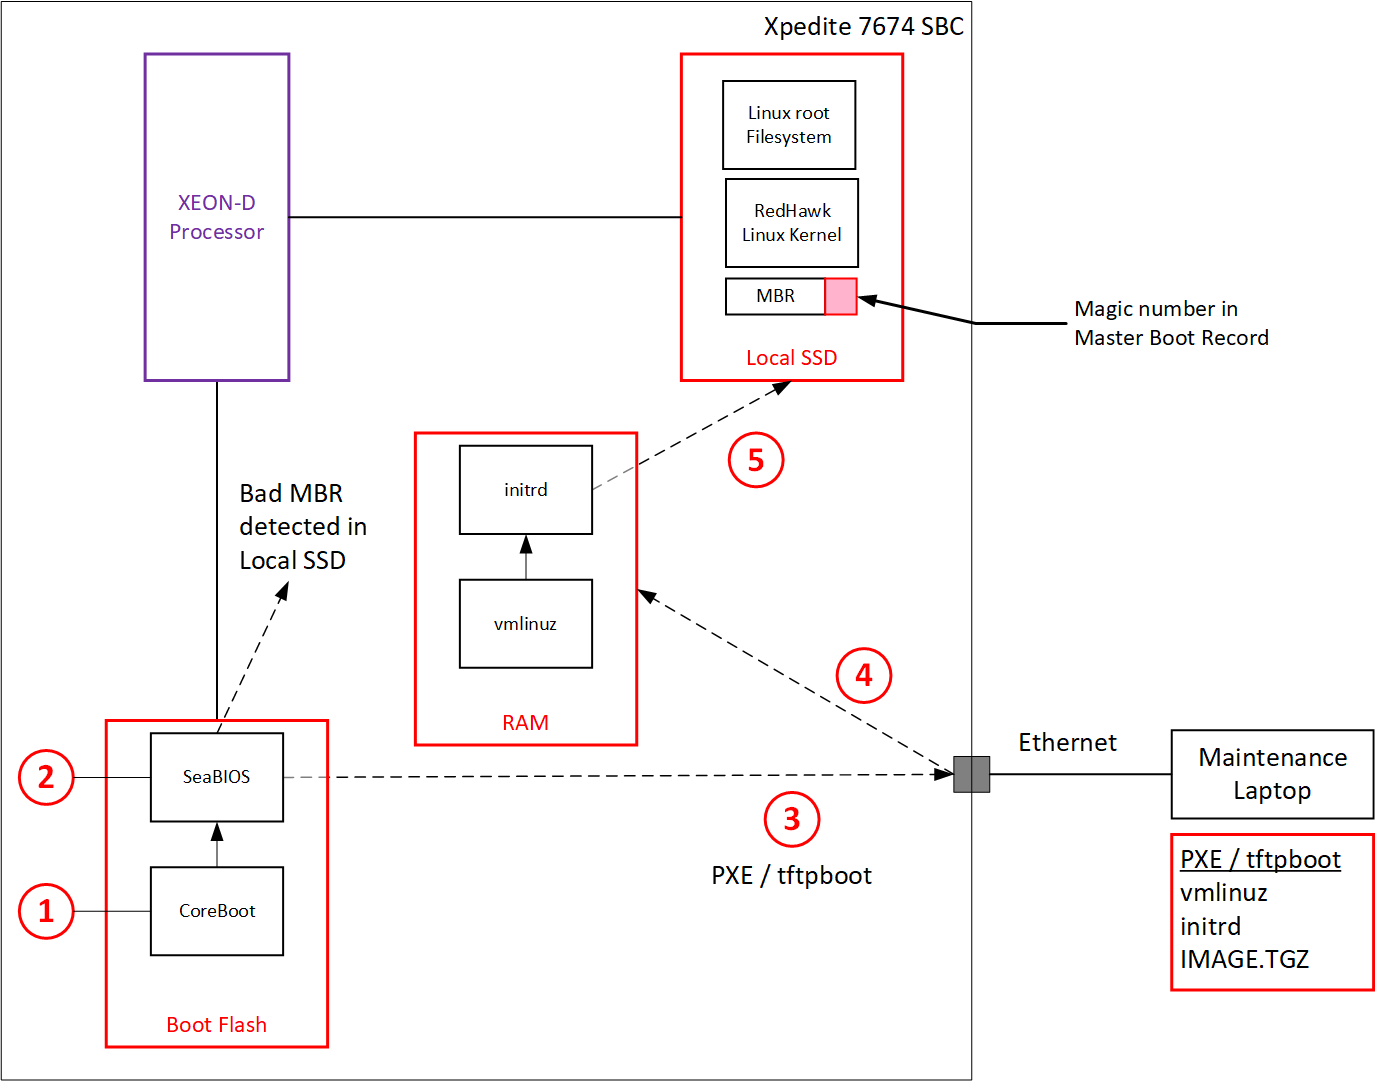 Xpedite 7674 SBC
XEON-D
Processor
Linux root
Filesystem
RedHawk
Linux Kernel
MBR
Local SSD
Magic number in
Master Boot Record
Bad MBR
detected in
Local SSD
initrd
vmlinuz
RAM
5
4
Ethernet
Maintenance
Laptop
2
SeaBIOS
3
PXE / tftpboot
1
CoreBoot
Boot Flash
PXE / tftpboot
vmlinuz
initrd
IMAGE.TGZ